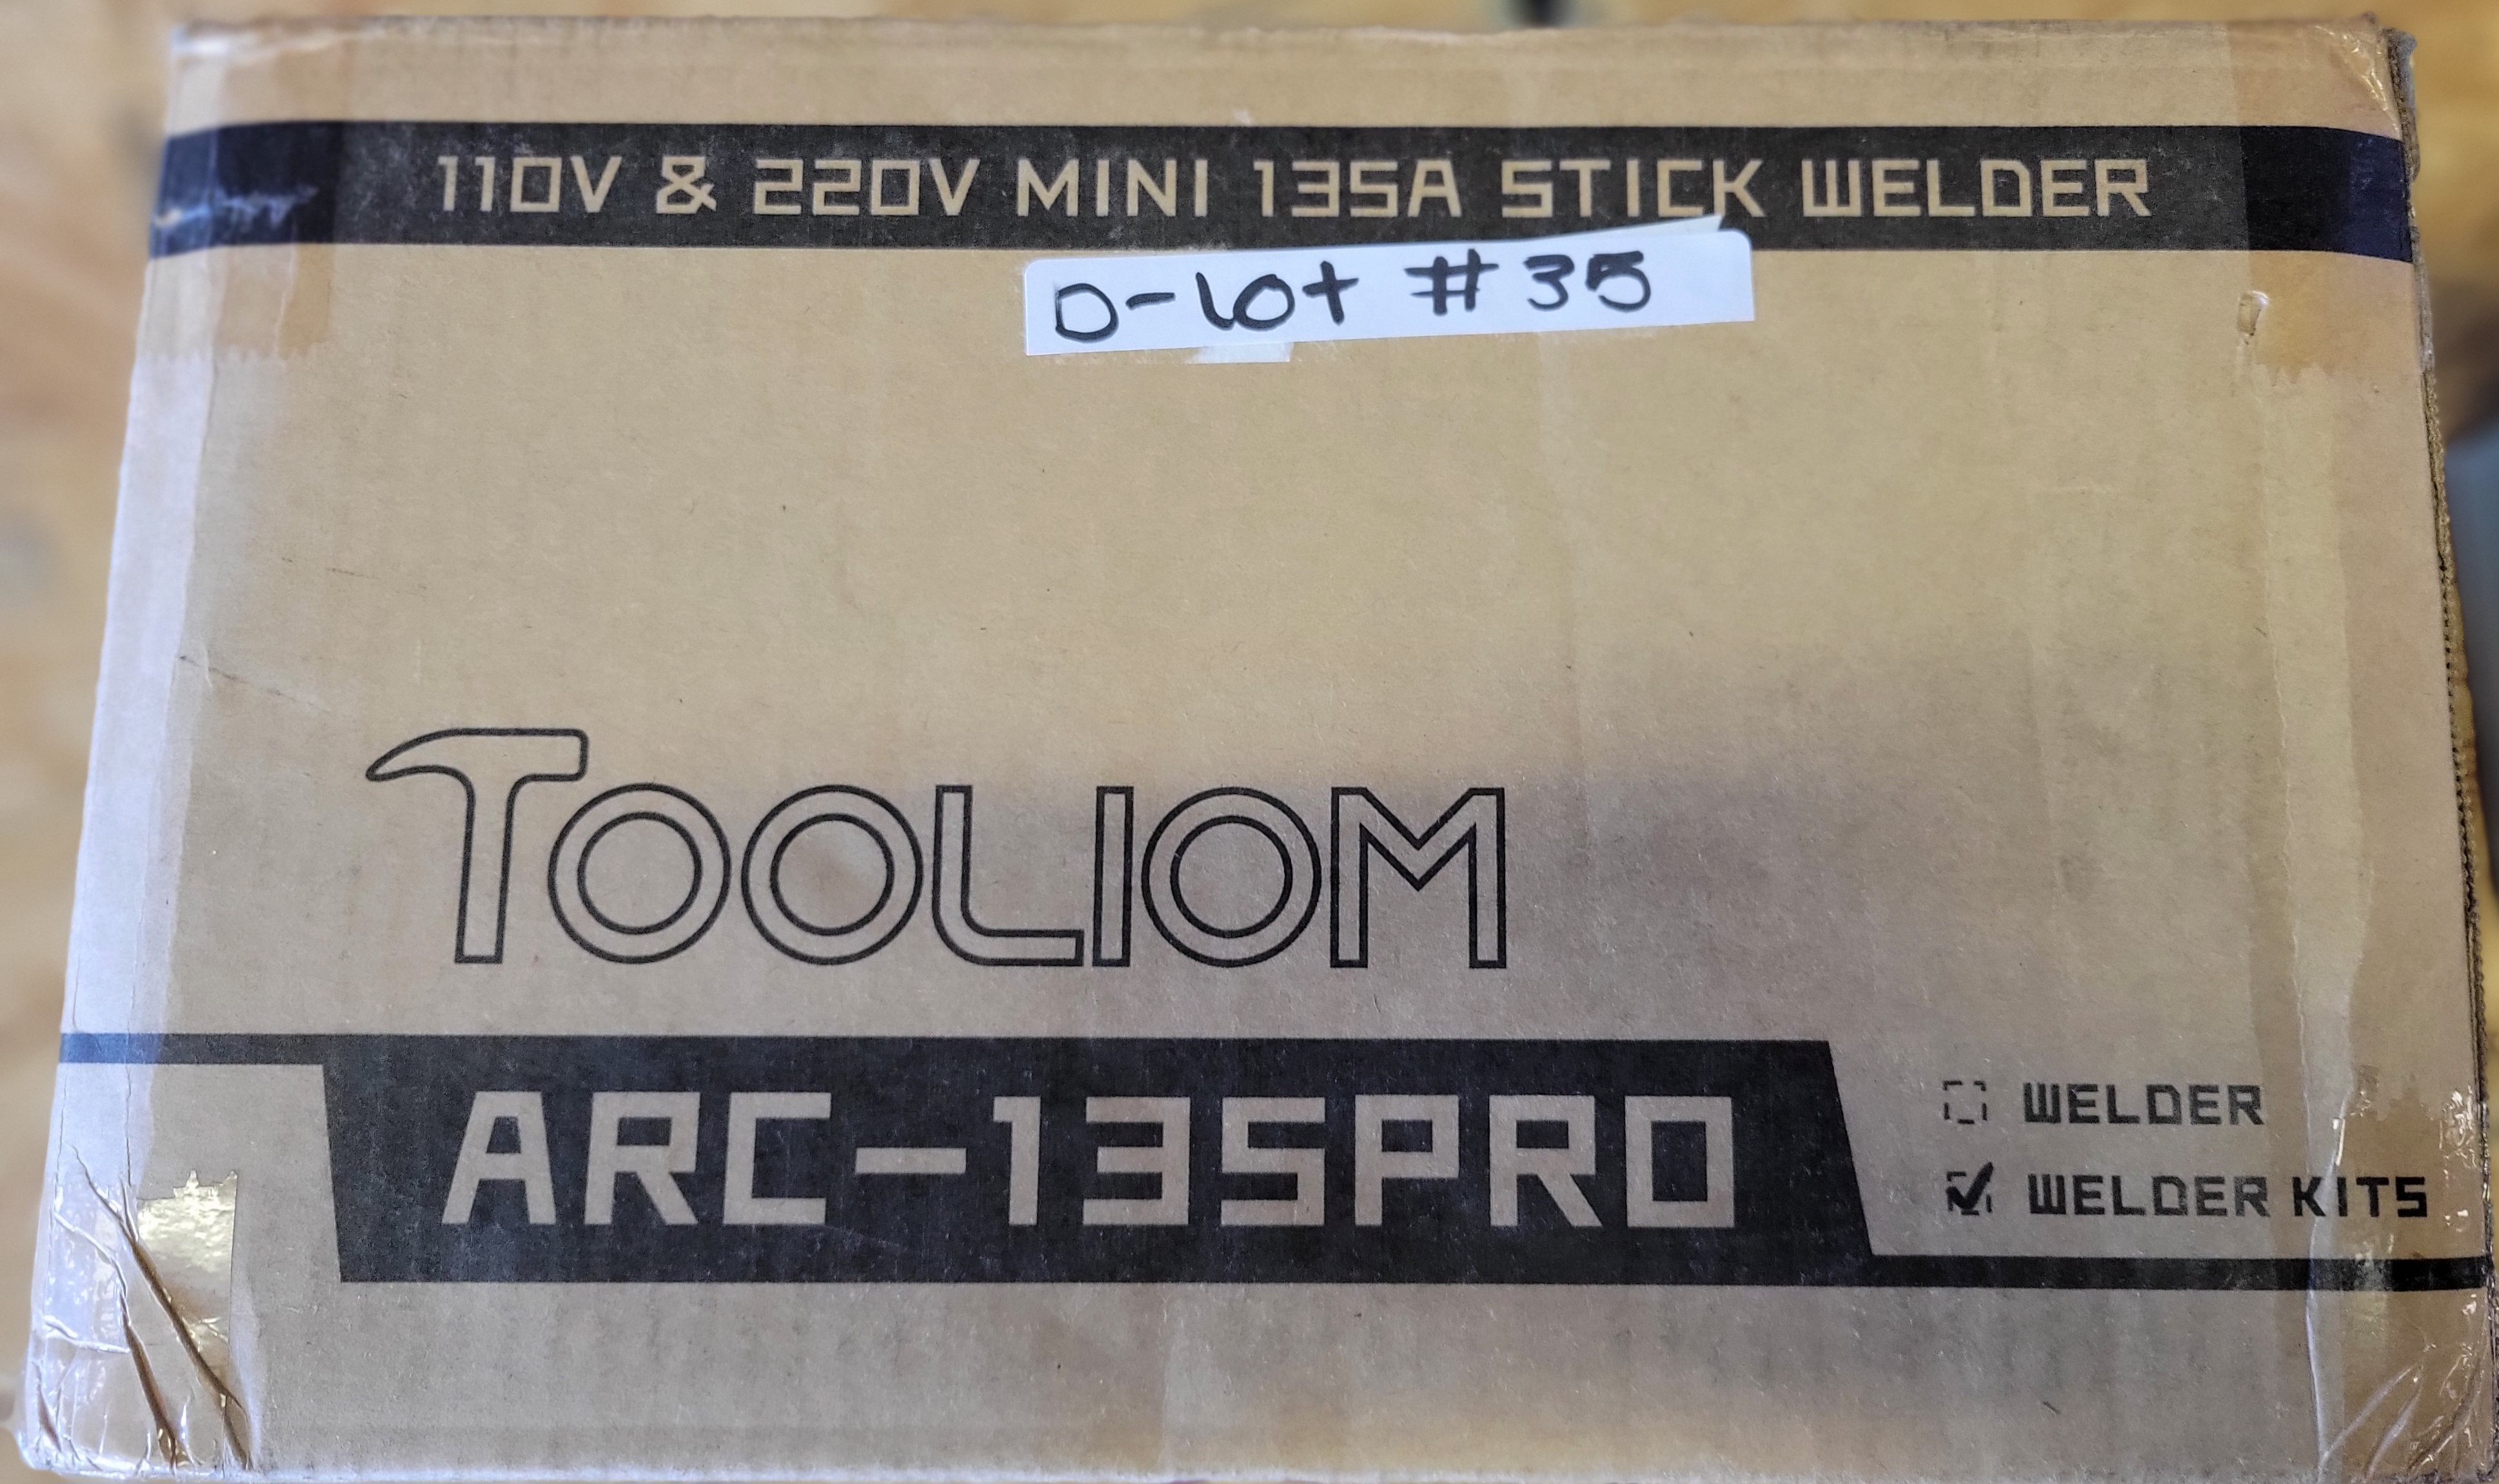 110V & 220V MINI 135A STICK WELDER
D-Lot #35
TOOLIOM
ARC-135PRO
WELDER
WELDER KITS